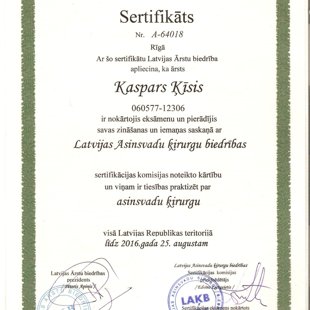 Sertifikāts
Nr. A-64018
Rīgā
Ar šo sertifikātu Latvijas Ārstu biedrība
apliecina, ka ārsts
Kaspars Ķīsis
060577-12306
ir nokārtojis eksāmenu un pierādījis
savas zināšanas un iemaņas saskaņā ar
Latvijas Asinsvadu ķirurgu biedrības
sertifikācijas komisijas noteikto kārtību
un viņam ir tiesības praktizēt par
asinsvadu ķirurgu
visā Latvijas Republikas teritorijā
līdz 2016.gada 25. augustam
Latvijas Ārstu biedrības
prezidents
Latvijas Asinsvadu ķirurgu biedrības
Sertifikācijas komisijas
LAKB